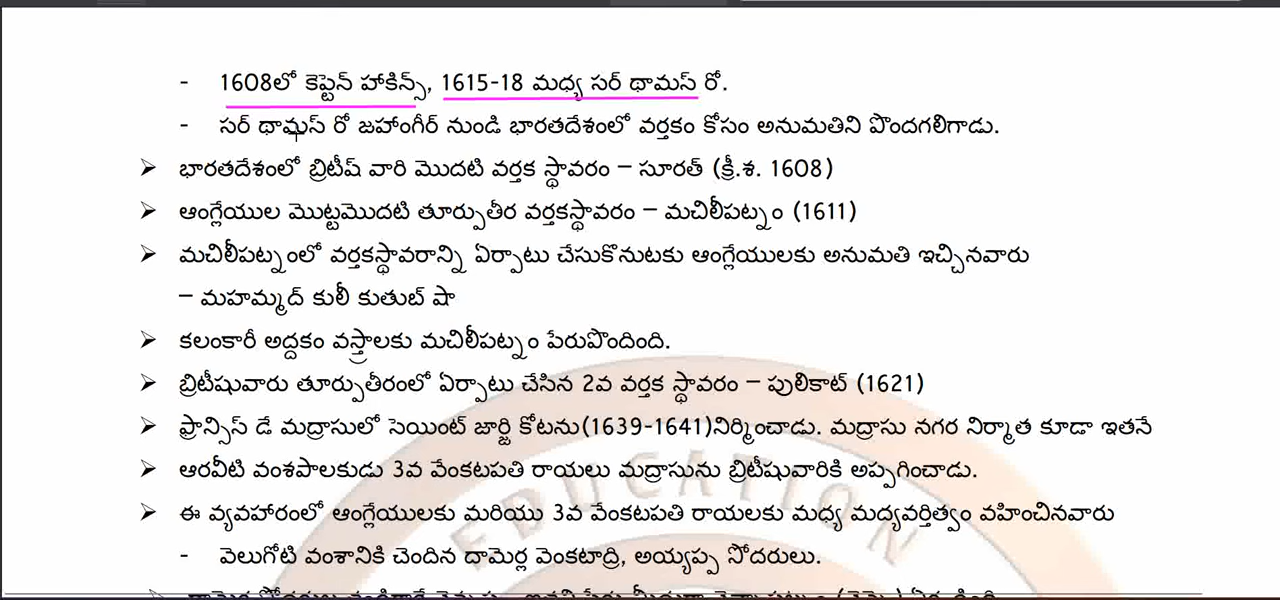 - 1608లో కెప్టెన్ హాకిన్స్, 1615-18 మధ్య సర్ థామస్ రో.
- సర్ థామస్ రో జహంగీర్ నుండి భారతదేశంలో వర్తకం కోసం అనుమతిని పొందగలిగాడు.
➢ భారతదేశంలో బ్రిటీష్ వారి మొదటి వర్తక స్థావరం – సూరత్ (క్రీ.శ. 1608)
➢ ఆంగ్లేయుల మొట్టమొదటి తూర్పుతీర వర్తకస్థావరం – మచిలీపట్నం (1611)
➢ మచిలీపట్నంలో వర్తకస్థావరాన్ని ఏర్పాటు చేసుకొనుటకు ఆంగ్లేయులకు అనుమతి ఇచ్చినవారు
– మహమ్మద్ కులీ కుతుబ్ షా
➢ కలంకారీ అద్దకం వస్త్రాలకు మచిలీపట్నం పేరుపొందింది.
➢ బ్రిటీషువారు తూర్పుతీరంలో ఏర్పాటు చేసిన 2వ వర్తక స్థావరం – పులికాట్ (1621)
➢ ఫ్రాన్సిస్ డే మద్రాసులో సెయింట్ జార్జి కోటను(1639-1641)నిర్మించాడు. మద్రాసు నగర నిర్మాత కూడా ఇతనే
➢ ఆరవీటి వంశపాలకుడు 3వ వేంకటపతి రాయలు మద్రాసును బ్రిటీషువారికి అప్పగించాడు.
EDUCATION
➢ ఈ వ్యవహారంలో ఆంగ్లేయులకు మరియు 3వ వేంకటపతి రాయలకు మధ్య మధ్యవర్తిత్వం వహించినవారు
- వెలుగోటి వంశానికి చెందిన దామెర్ల వెంకటాద్రి, అయ్యప్ప సోదరులు.